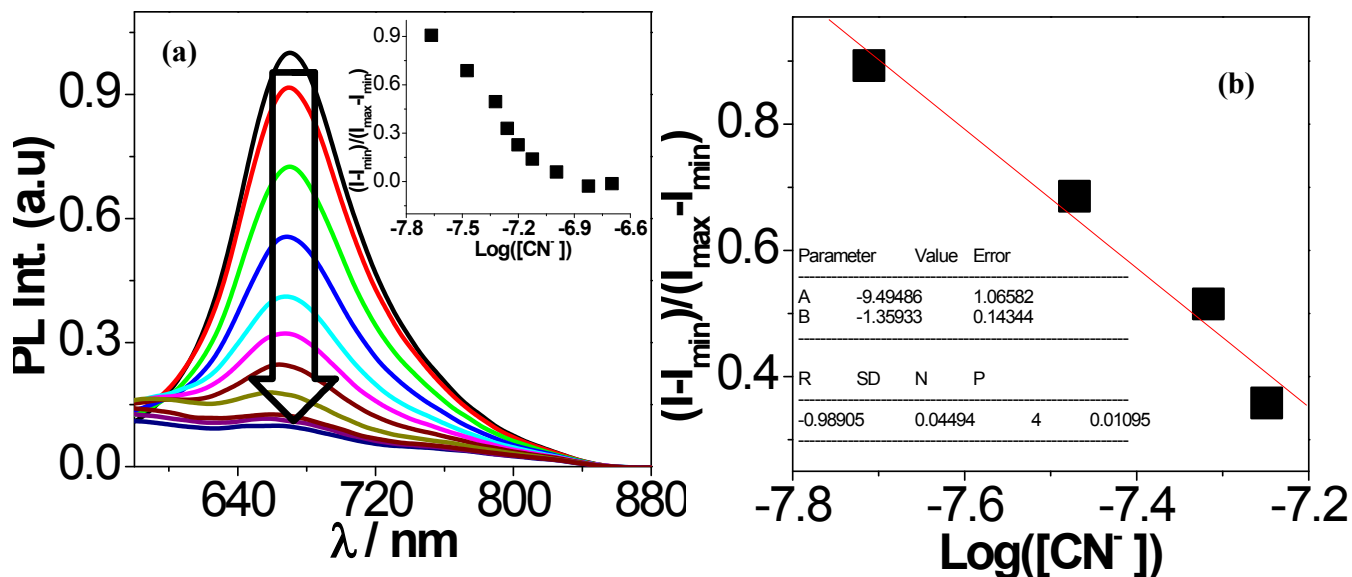 (a)
PL Int. (a.u)
0.9
0.6
0.3
0.0
640
720
800
880
λ / nm
(I-Imin)/(Imax-Imin)
0.9
0.6
0.3
0.0
-7.8
-7.5
-7.2
-6.9
-6.6
Log([CN-])
(b)
(I-Imin)/(Imax-Imin)
0.8
0.6
0.4
Parameter Value Error
A -9.49486 1.06582
B -1.35933 0.14344
R SD N P
-0.98905 0.04494 4 0.01095
-7.8
-7.6
-7.4
-7.2
Log([CN- ])